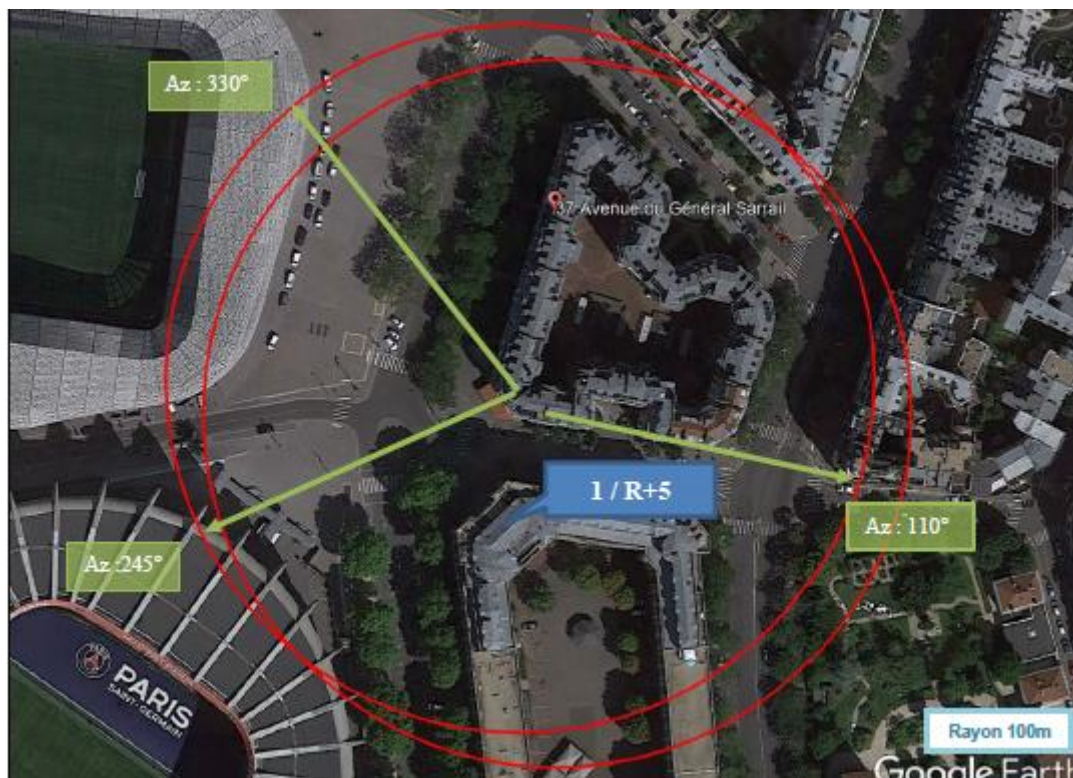 Az : 330°
37 Avenue du Général Sarrail
1 / R+5
Az : 110°
Az :245°
PARIS
SAINT-GERMAIN
Rayon 100m
Google Earth